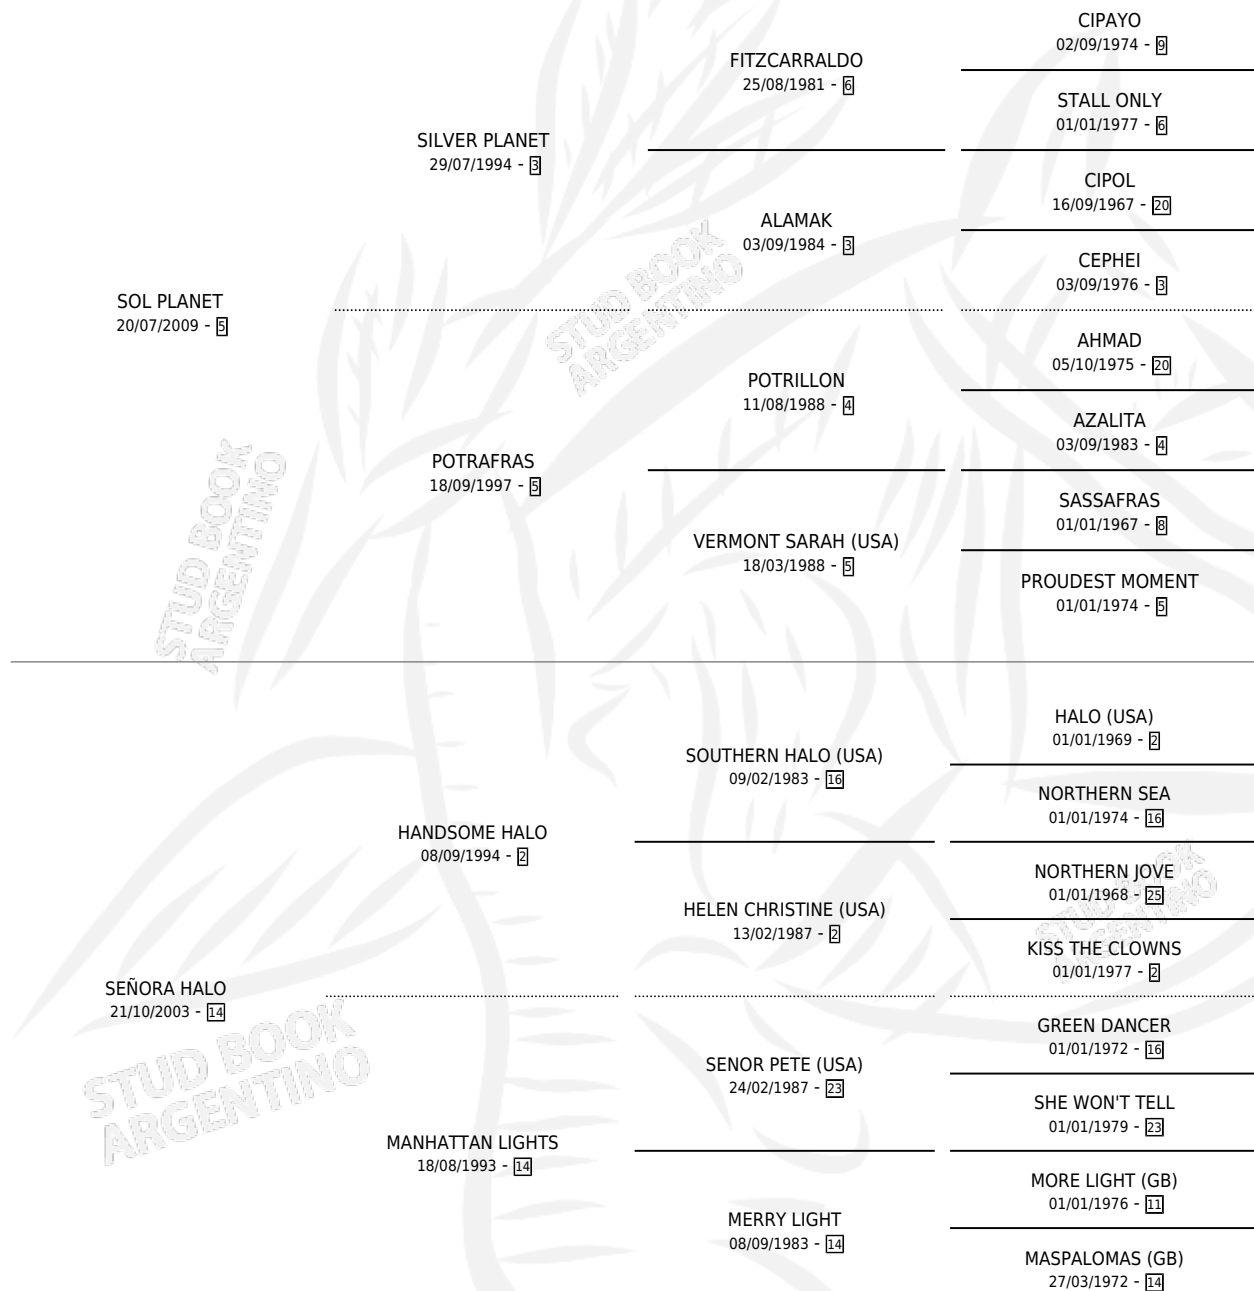 CIPAYO
02/09/1974 - 9
FITZCARRALDO
25/08/1981 - 6
STALL ONLY
01/01/1977 - 6
SILVER PLANET
29/07/1994 - 3
CIPOL
16/09/1967 - 20
ALAMAK
03/09/1984 - 3
CEPHEI
03/09/1976 - 3
SOL PLANET
20/07/2009 - 5
AHMAD
05/10/1975 - 20
POTRILLON
11/08/1988 - 4
AZALITA
03/09/1983 - 4
POTRAFRAS
18/09/1997 - 5
SASSAFRAS
01/01/1967 - 8
VERMONT SARAH (USA)
18/03/1988 - 5
PROUDEST MOMENT
01/01/1974 - 5
HALO (USA)
01/01/1969 - 2
SOUTHERN HALO (USA)
09/02/1983 - 16
NORTHERN SEA
01/01/1974 - 16
HANDSOME HALO
08/09/1994 - 2
NORTHERN JOVE
01/01/1968 - 25
HELEN CHRISTINE (USA)
13/02/1987 - 2
KISS THE CLOWNS
01/01/1977 - 2
SEÑORA HALO
21/10/2003 - 14
GREEN DANCER
01/01/1972 - 16
SENOR PETE (USA)
24/02/1987 - 23
SHE WON'T TELL
01/01/1979 - 23
MANHATTAN LIGHTS
18/08/1993 - 14
MORE LIGHT (GB)
01/01/1976 - 11
MERRY LIGHT
08/09/1983 - 14
MASPALOMAS (GB)
27/03/1972 - 14
STUD BOOK
ARGENTINO
STUD BOOK
ARGENTINO
STUD BOOK
ARGENTINO
STUD BOOK
ARGENTINO